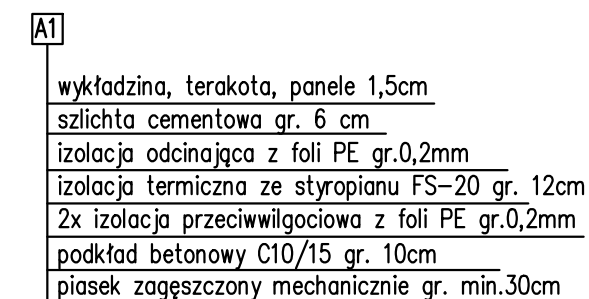 A1
wykładzina, terakota, panele 1,5cm
szlichta cementowa gr. 6 cm
izolacja odcinająca z foli PE gr.0,2mm
izolacja termiczna ze styropianu FS-20 gr. 12cm
2x izolacja przeciwwilgociowa z foli PE gr.0,2mm
podkład betonowy C10/15 gr. 10cm
piasek zagęszczony mechanicznie gr. min.30cm